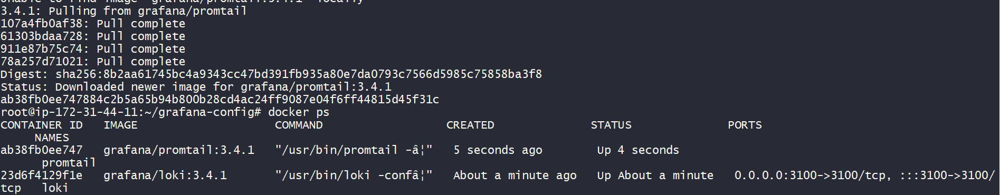 3.4.1: Pulling from grafana/promtail
107a4fb0af38: Pull complete
61303bdaa728: Pull complete
911e87b75c74: Pull complete
78a257d71021: Pull complete
Digest: sha256:8b2aa61745bc4a9343cc47bd391fb935a80e7da0793c7566d5985c75858ba3f8
Status: Downloaded newer image for grafana/promtail:3.4.1
ab38fb0ee747884c2b5a65b94b800b28cd4ac24ff9087e04f6ff44815d45f31c
root@ip-172-31-44-11:~/grafana-config# docker ps
CONTAINER ID   IMAGE                    COMMAND                  CREATED              STATUS              PORTS
     NAMES
ab38fb0ee747   grafana/promtail:3.4.1   "/usr/bin/promtail -â¦"   5 seconds ago        Up 4 seconds
      promtail
23d6f4129f1e   grafana/loki:3.4.1       "/usr/bin/loki -confâ¦"   About a minute ago   Up About a minute   0.0.0.0:3100->3100/tcp, :::3100->3100/
tcp   loki